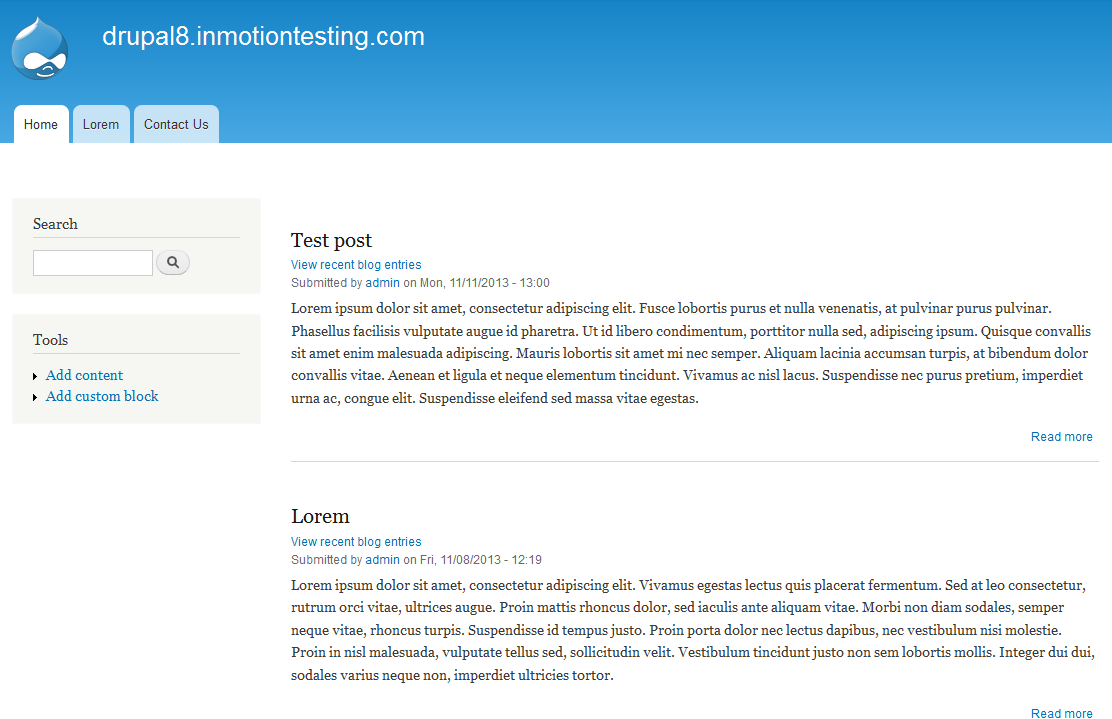 drupal8.inmotiontesting.com
Home Lorem Contact Us
Search
Tools
Add content
Add custom block
Test post
View recent blog entries
Submitted by admin on Mon, 11/11/2013 - 13:00
Lorem ipsum dolor sit amet, consectetur adipiscing elit. Fusce lobortis purus et nulla venenatis, at pulvinar purus pulvinar.
Phasellus facilisis vulputate augue id pharetra. Ut id libero condimentum, porttitor nulla sed, adipiscing ipsum. Quisque convallis
sit amet enim malesuada adipiscing. Mauris lobortis sit amet mi nec semper. Aliquam lacinia accumsan turpis, at bibendum dolor
convallis vitae. Aenean et ligula et neque elementum tincidunt. Vivamus ac nisl lacus. Suspendisse nec purus pretium, imperdiet
urna ac, congue elit. Suspendisse eleifend sed massa vitae egestas.
Read more
Lorem
View recent blog entries
Submitted by admin on Fri, 11/08/2013 - 12:19
Lorem ipsum dolor sit amet, consectetur adipiscing elit. Vivamus egestas lectus quis placerat fermentum. Sed at leo consectetur,
rutrum orci vitae, ultrices augue. Proin mattis rhoncus dolor, sed iaculis ante aliquam vitae. Morbi non diam sodales, semper
neque vitae, rhoncus turpis. Suspendisse id tempus justo. Proin porta dolor nec lectus dapibus, nec vestibulum nisi molestie.
Proin in nisl malesuada, vulputate tellus sed, sollicitudin velit. Vestibulum tincidunt justo non sem lobortis mollis. Integer dui dui,
sodales varius neque non, imperdiet ultricies tortor.
Read more